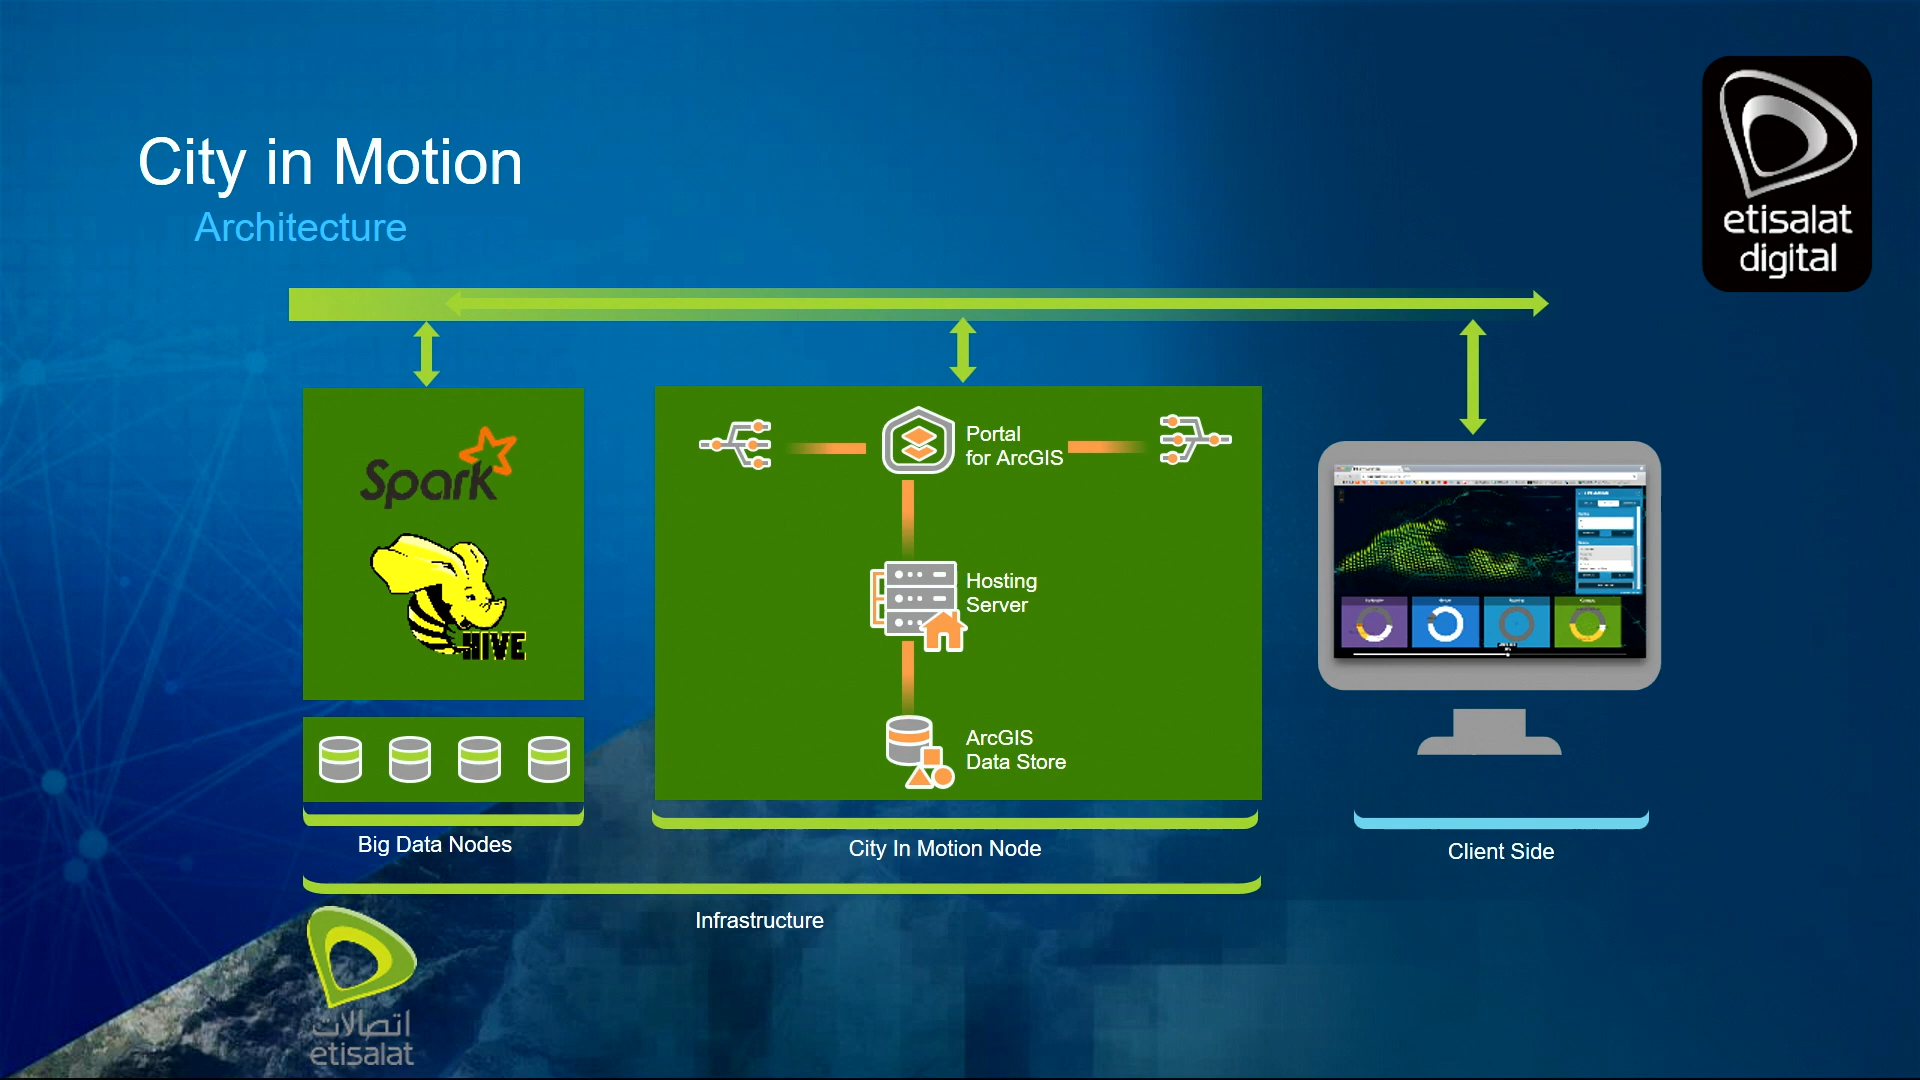 City in Motion
Architecture
etisalat
digital
Spark
HIVE
Portal
for ArcGIS
Hosting
Server
ArcGIS
Data Store
Big Data Nodes
City In Motion Node
Client Side
Infrastructure
اتصالات
etisalat